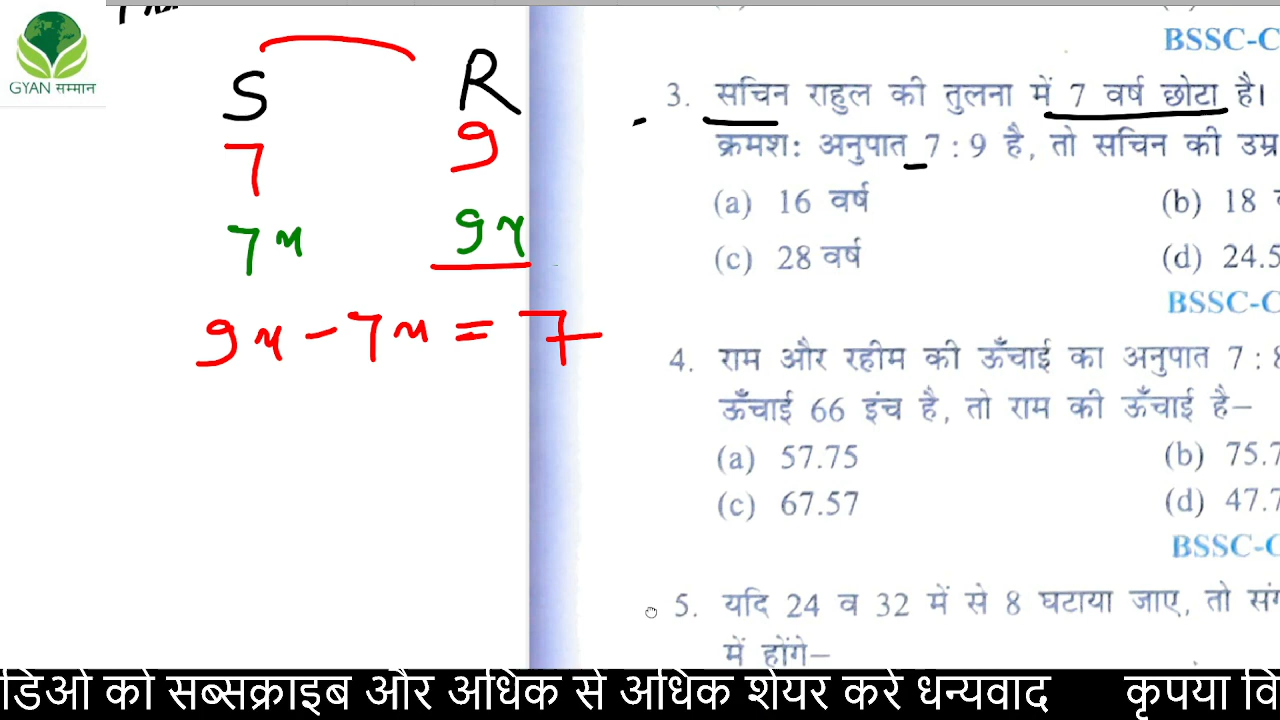 GYAN सम्मान
S R
7 9
7x 9x
9x - 7x = 7
BSSC-C
3. सचिन राहुल की तुलना में 7 वर्ष छोटा है।
क्रमश: अनुपात 7 : 9 है, तो सचिन की उम्र
(a) 16 वर्ष (b) 18
(c) 28 वर्ष (d) 24.5
BSSC-C
4. राम और रहीम की ऊँचाई का अनुपात 7 : 8
ऊँचाई 66 इंच है, तो राम की ऊँचाई है–
(a) 57.75 (b) 75.7
(c) 67.57 (d) 47.7
BSSC-C
5. यदि 24 व 32 में से 8 घटाया जाए, तो
में होंगे–
डिओ को सब्सक्राइब और अधिक से अधिक शेयर करें धन्यवाद कृपया वि